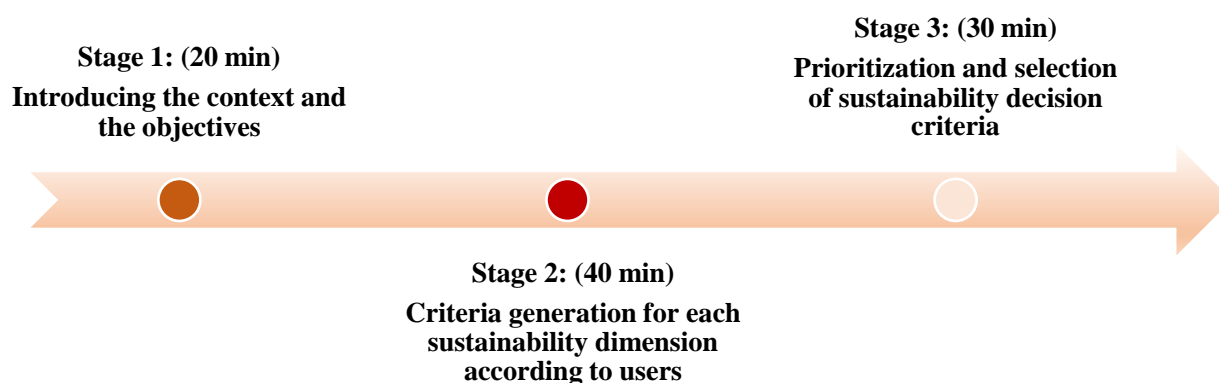 Stage 1: (20 min)
Introducing the context and
the objectives
Stage 2: (40 min)
Criteria generation for each
sustainability dimension
according to users
Stage 3: (30 min)
Prioritization and selection
of sustainability decision
criteria